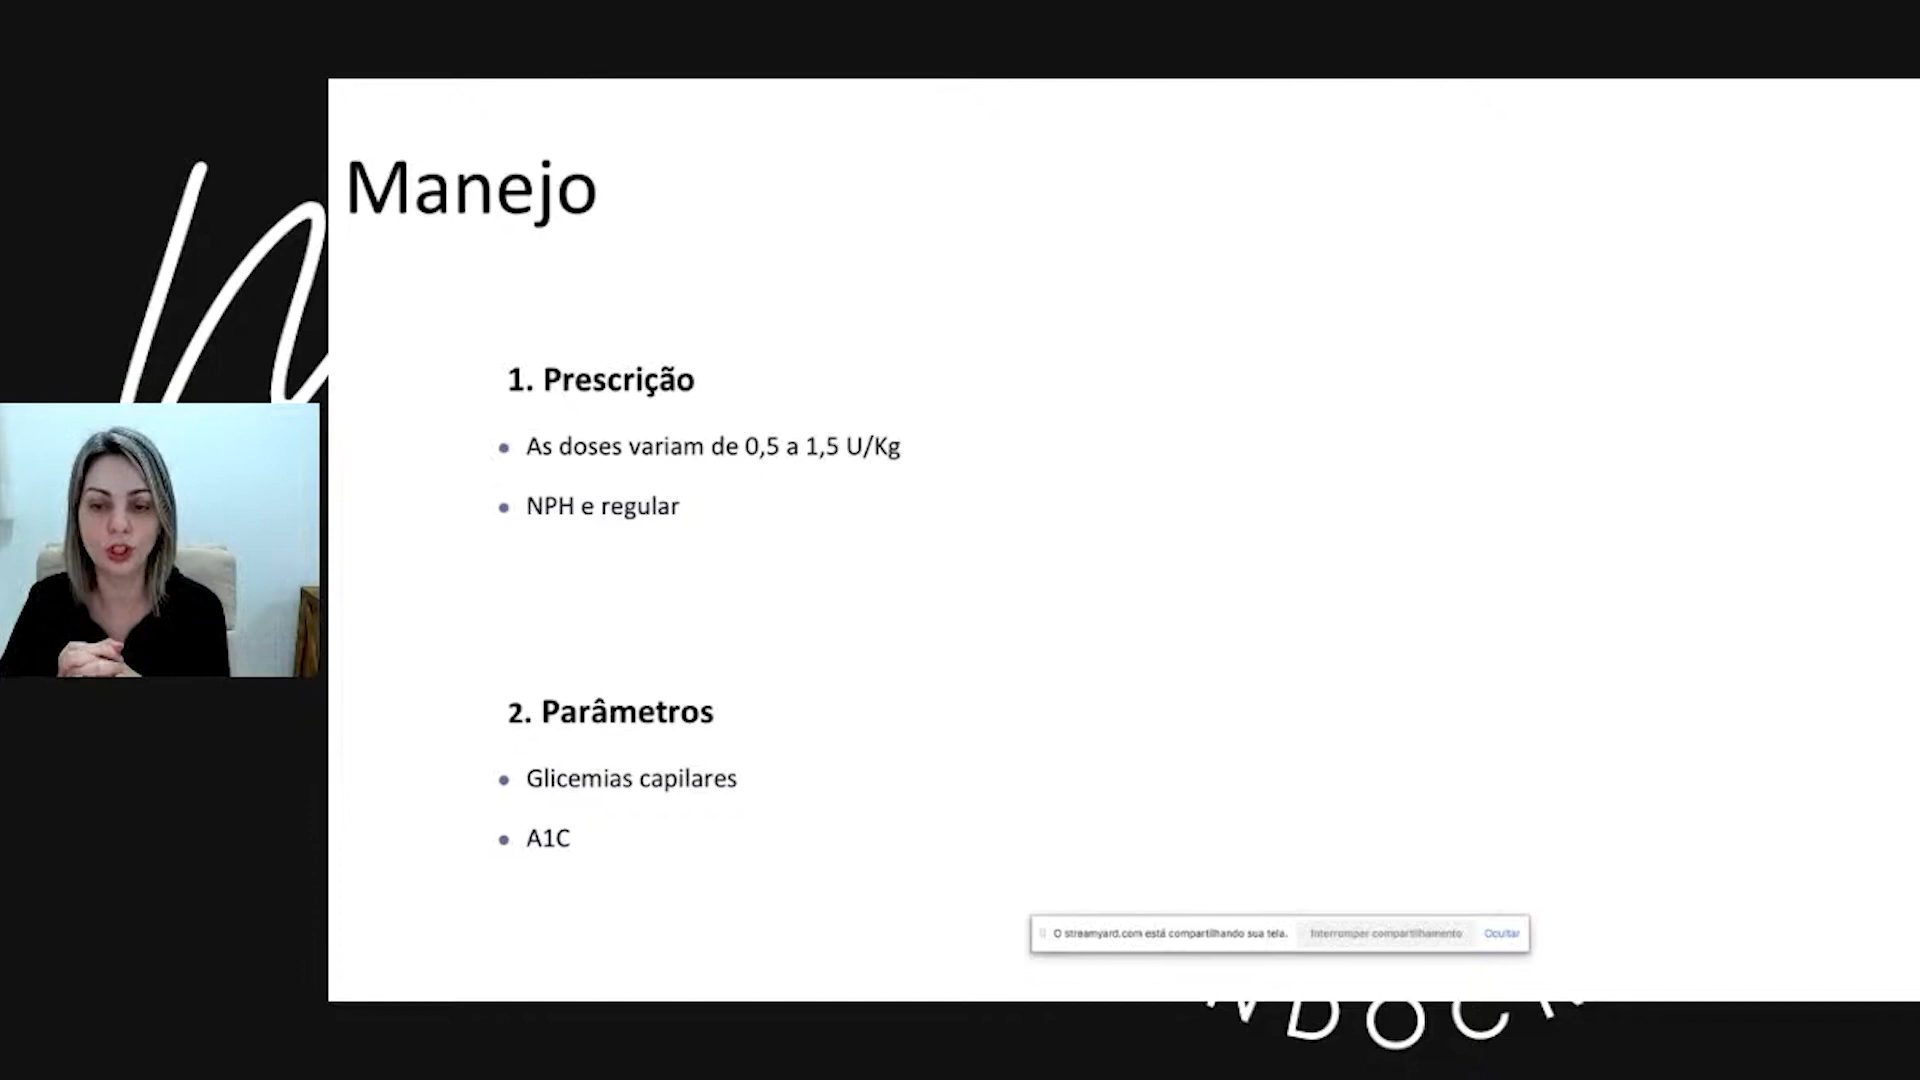 Manejo
1. Prescrição
As doses variam de 0,5 a 1,5 U/Kg
NPH e regular
2. Parâmetros
Glicemias capilares
A1C
O streamyard.com está compartilhando sua tela. Interromper compartilhamento Ocultar